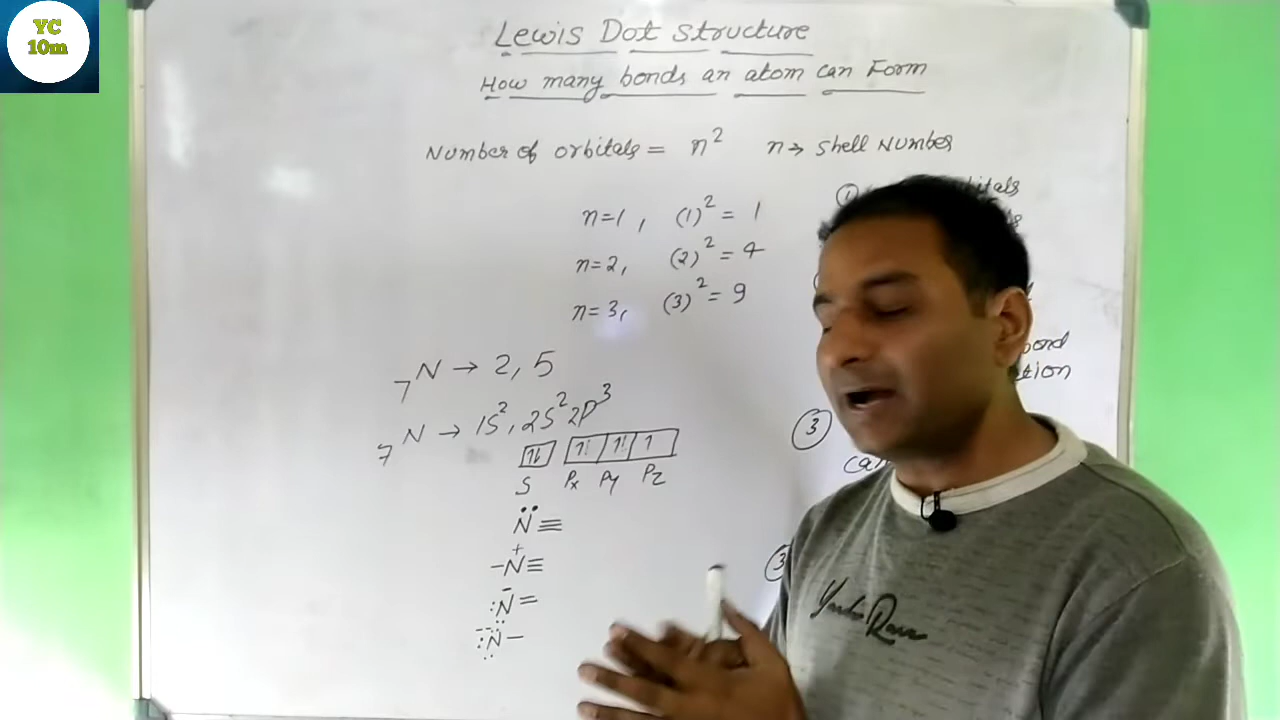 YC
10m
Lewis Dot Structure
How many bonds an atom can Form
Number of orbitals = n² n→ Shell Number
n=1, (1)² = 1
n=2, (2)² = 4
n=3, (3)² = 9
①
bond
③
₇N → 2, 5
₇N → 1S², 2S² 2P³
↑↓ ↑↓ ↑↓ ↑
S Px Py Pz
N̈≡
-N⁺≡
:N̄=
N-